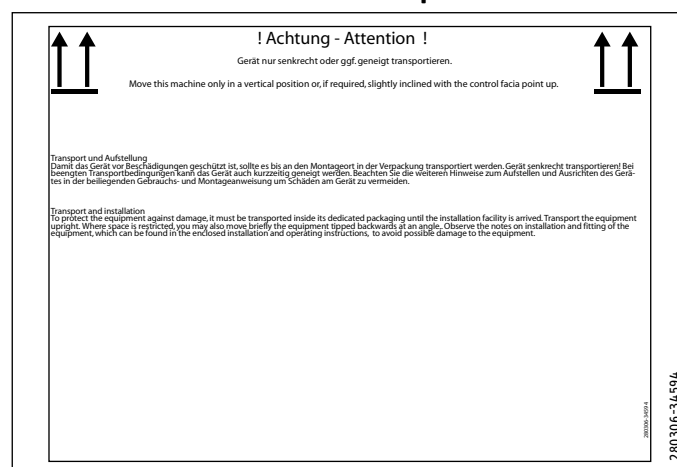 ! Achtung - Attention !
Gerät nur senkrecht oder ggf. geneigt transportieren.
Move this machine only in a vertical position or, if required, slightly inclined with the control facia point up.
Transport und Aufstellung
Damit das Gerät vor Beschädigungen geschützt ist, sollte es bis an den Montageort in der Verpackung transportiert werden. Gerät senkrecht transportieren! Bei
beengten Transportbedingungen kann das Gerät auch kurzzeitig geneigt werden. Beachten Sie die weiteren Hinweise zum Aufstellen und Ausrichten des Gerä-
tes in der beiliegenden Gebrauchs- und Montageanweisung um Schäden am Gerät zu vermeiden.
Transport and installation
To protect the equipment against damage, it must be transported inside its dedicated packaging until the installation facility is arrived. Transport the equipment
upright. Where space is restricted, you may also move briefly the equipment tipped backwards at an angle. Observe the notes on installation and fitting of the
equipment, which can be found in the enclosed installation and operating instructions, to avoid possible damage to the equipment.
280306-34594
280306-34594